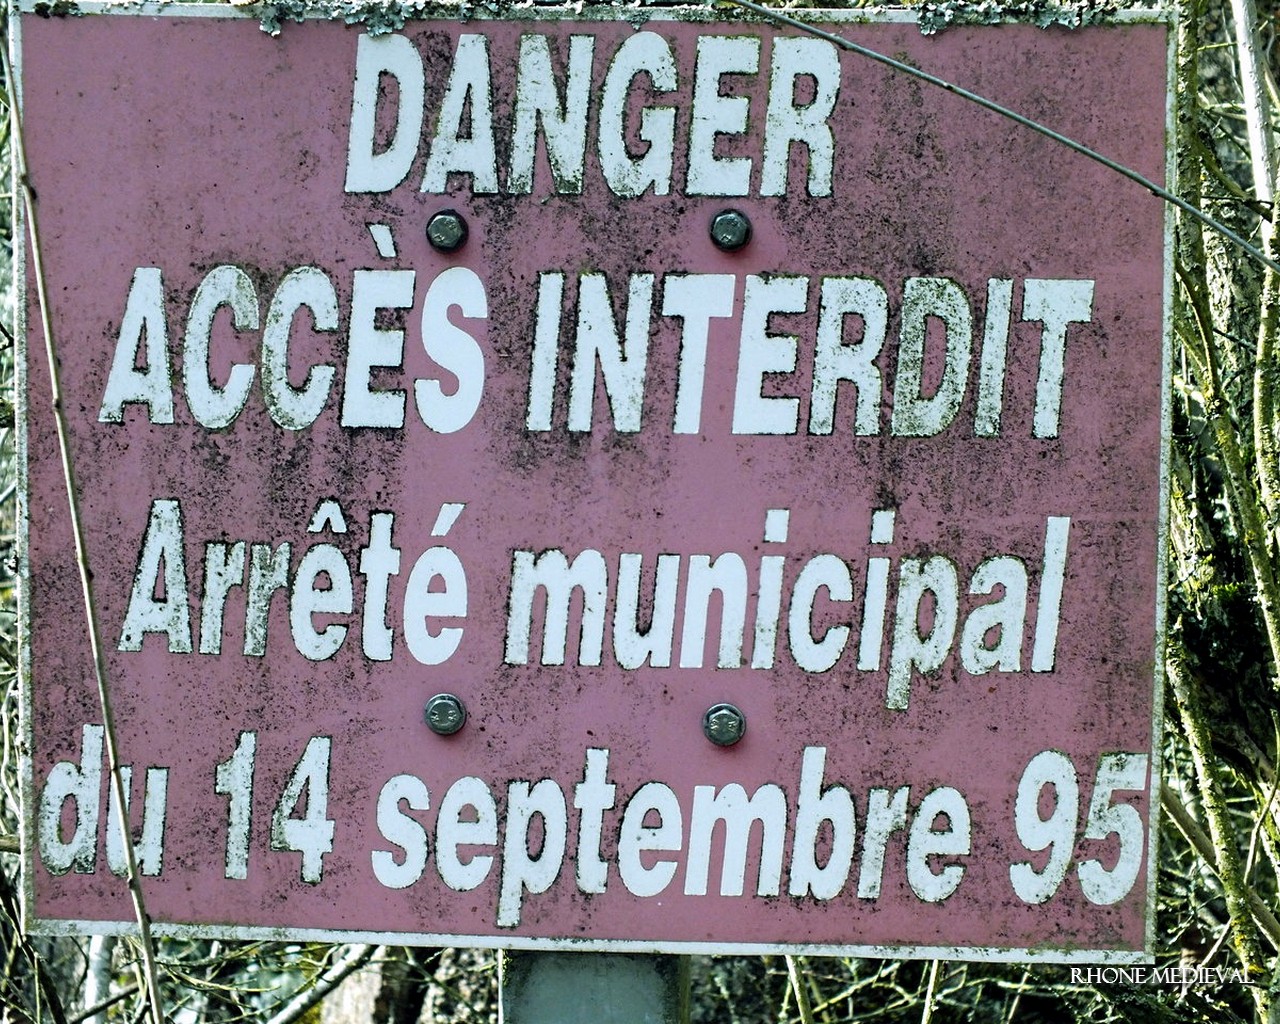 DANGER
ACCÈS INTERDIT
Arrêté municipal
du 14 septembre 95
RHONE MEDIEVAL